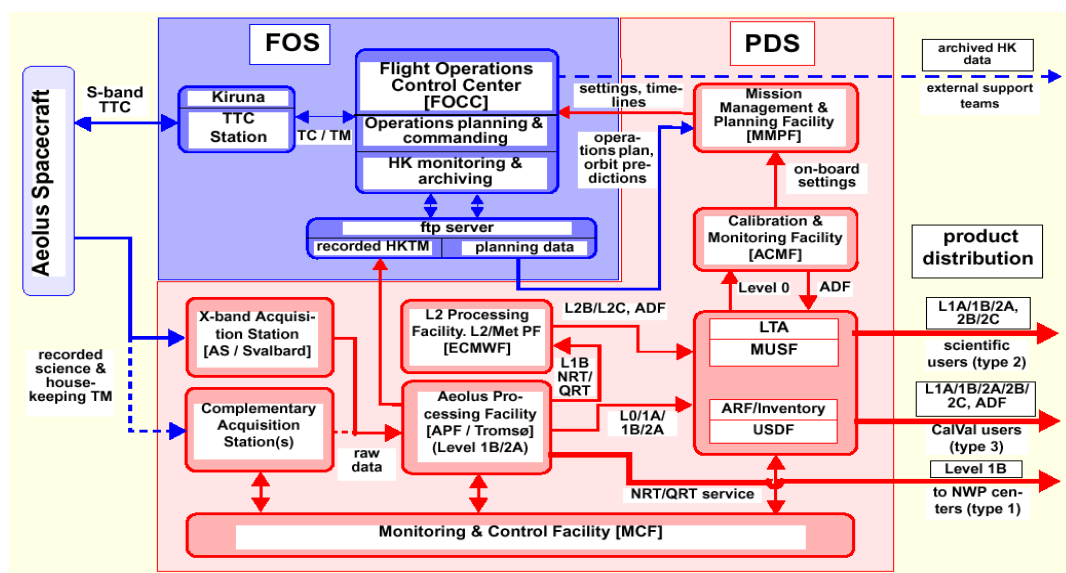 FOS
PDS
archived HK
data
external support
teams
Aeolus Spacecraft
S-band
TTC
Kiruna
TTC
Station
TC / TM
Flight Operations
Control Center
[FOCC]
Operations planning &
commanding
HK monitoring &
archiving
settings, time-
lines
opera-
tions plan,
orbit pre-
dictions
Mission
Management &
Planning Facility
[MMPF]
on-board
settings
ftp server
recorded HKTM
planning data
Calibration &
Monitoring Facility
[ACMF]
Level 0
ADF
product
distribution
recorded
science &
house-
keeping TM
X-band Acquisi-
tion Station
[AS / Svalbard]
Complementary
Acquisition
Station(s)
raw
data
L2 Processing
Facility. L2/Met PF
[ECMWF]
L2B/L2C, ADF
L1B
NRT/
QRT
Aeolus Pro-
cessing Facility
[APF / Tromsø]
(Level 1B/2A)
L0/1A/
1B/2A
LTA
MUSF
ARF/Inventory
USDF
L1A/1B/2A,
2B/2C
scientific
users (type 2)
L1A/1B/2A/2B/
2C, ADF
CalVal users
(type 3)
Level 1B
to NWP cen-
ters (type 1)
NRT/QRT service
Monitoring & Control Facility [MCF]